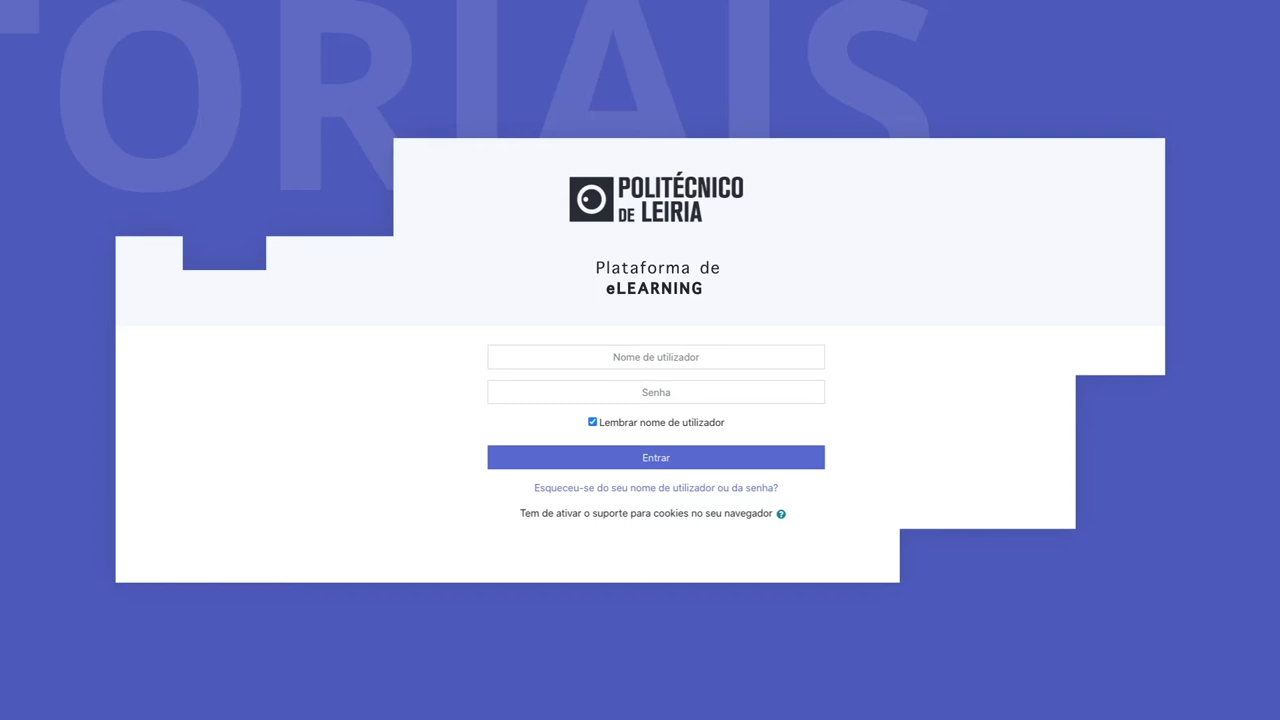 TORIAIS
POLITÉCNICO
DE LEIRIA
Plataforma de
eLEARNING
Nome de utilizador
Senha
Lembrar nome de utilizador
Entrar
Esqueceu-se do seu nome de utilizador ou da senha?
Tem de ativar o suporte para cookies no seu navegador ?